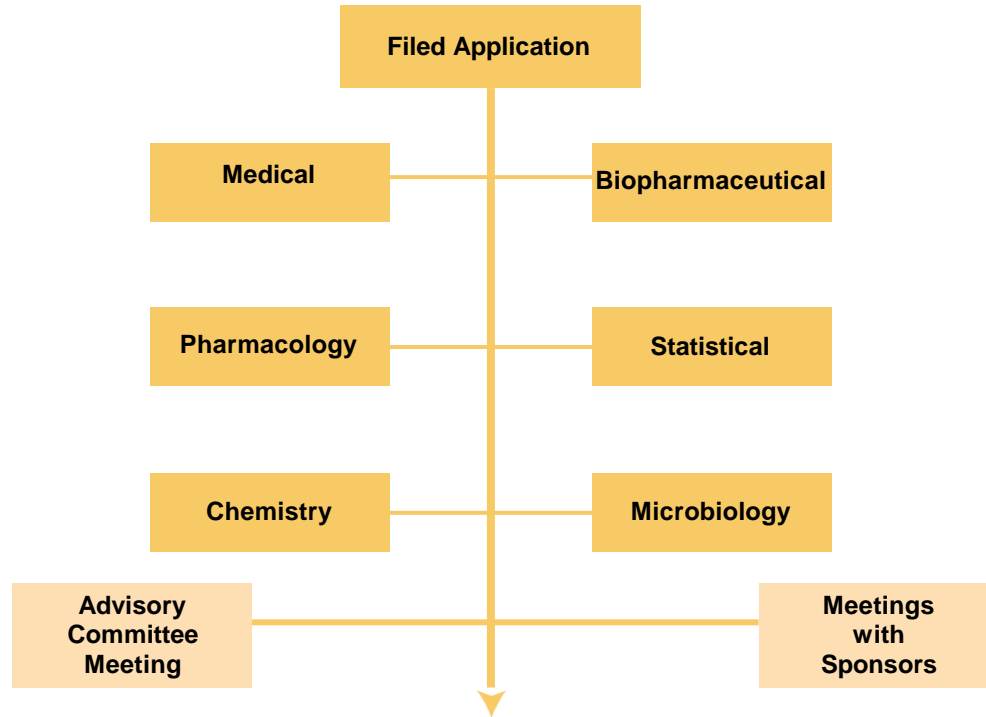 Filed Application
Medical
Biopharmaceutical
Pharmacology
Statistical
Chemistry
Microbiology
Advisory
Committee
Meeting
Meetings
with
Sponsors